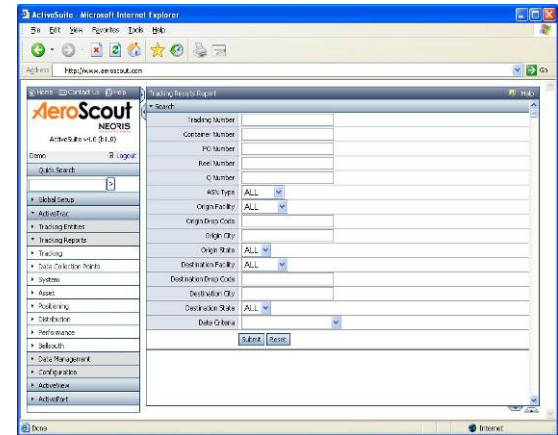 ActiveSuite - Microsoft Internet Explorer
File Edit View Favorites Tools Help
Address http://www.aeroscout.com Go
Home Contact Us Help
AeroScout
NEORIS
ActiveSuite v4.0 (b1.0)
Demo Logout
Quick Search
>
Global Setup
ActiveTrac
Tracking Entities
Tracking Reports
Tracking
Data Collection Points
System
Asset
Positioning
Distribution
Performance
Bellsouth
Data Management
Configuration
ActiveView
ActivePort
Tracking Results Report Help
Search
Tracking Number
Container Number
PO Number
Reel Number
Q Number
ASN Type ALL
Origin Facility ALL
Origin Drop Code
Origin City
Origin State ALL
Destination Facility ALL
Destination Drop Code
Destination City
Destination State ALL
Date Criteria
Submit Reset
Done Internet